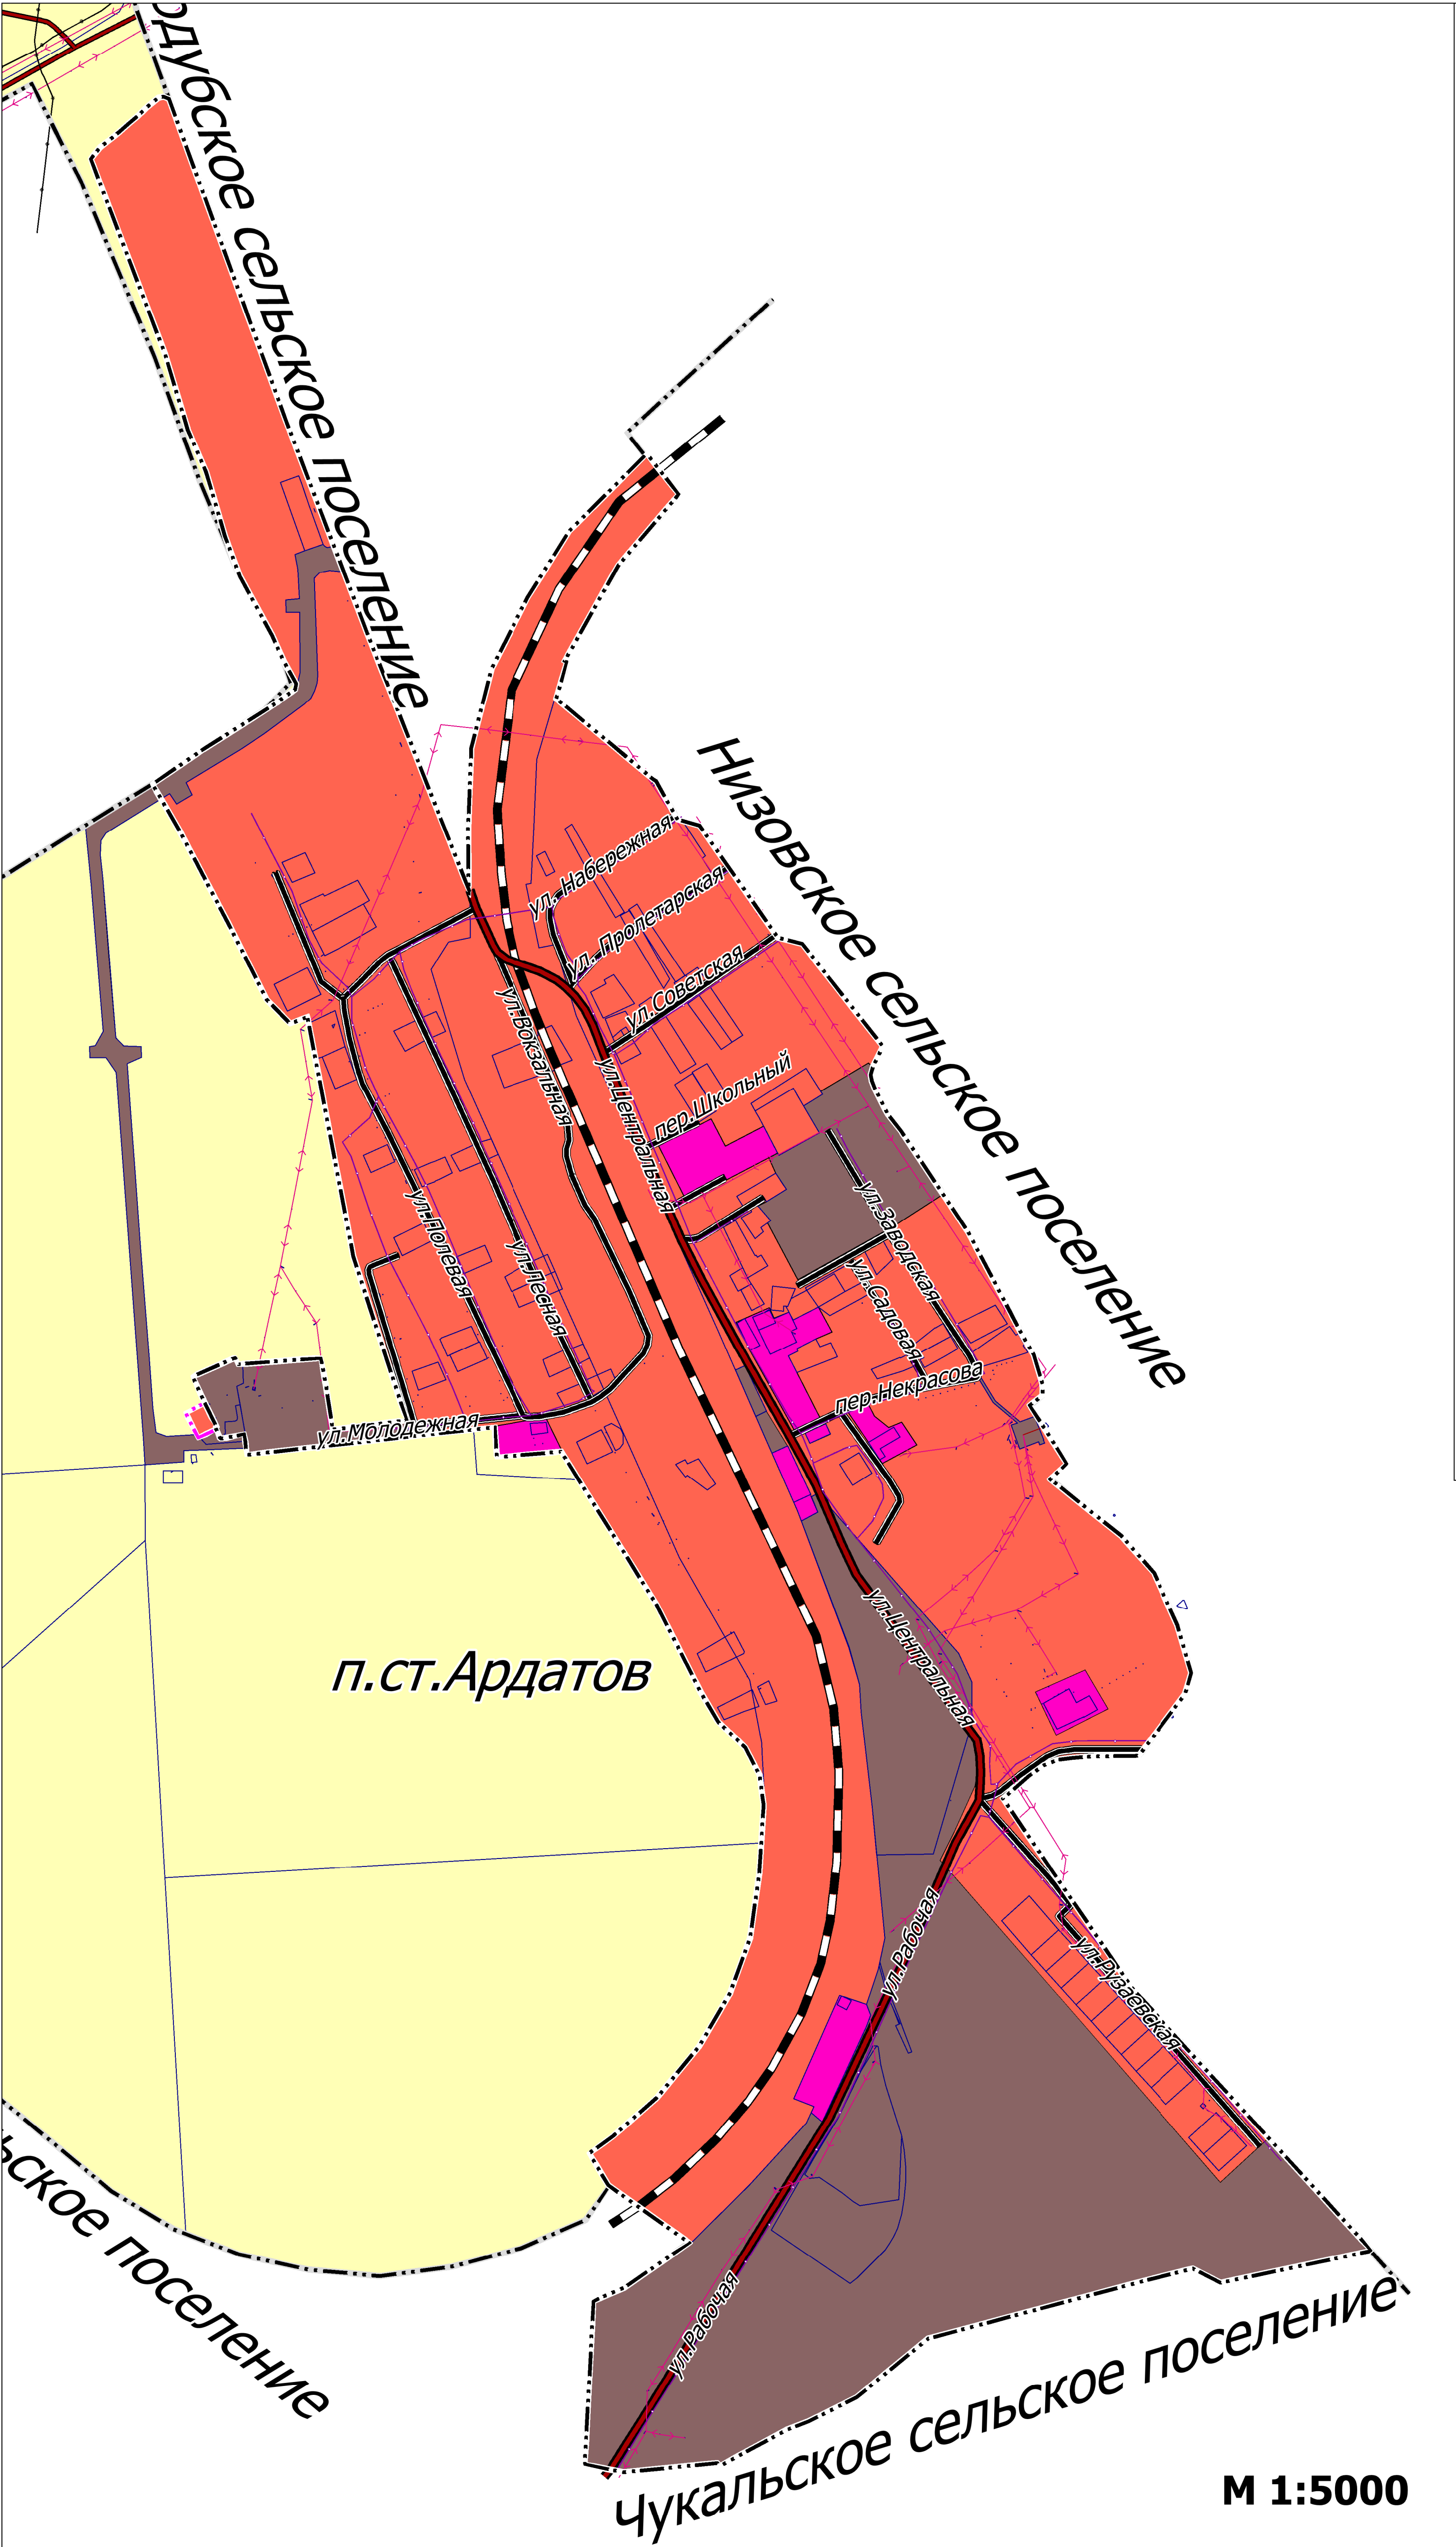 одубское сельское поселение
Низовское сельское поселение
ул. Набережная
ул. Пролетарская
ул.Советская
ул.Вокзальная
ул.Центральная
пер.Школьный
ул.Заводская
ул.Садовая
ул.Полевая
ул.Лесная
пер.Некрасова
ул.Молодежная
ул.Центральная
п.ст.Ардатов
ул.Рабочая
ул.Рузаевская
ьское поселение
ул.Рабочая
Чукальское сельское поселение
М 1:5000